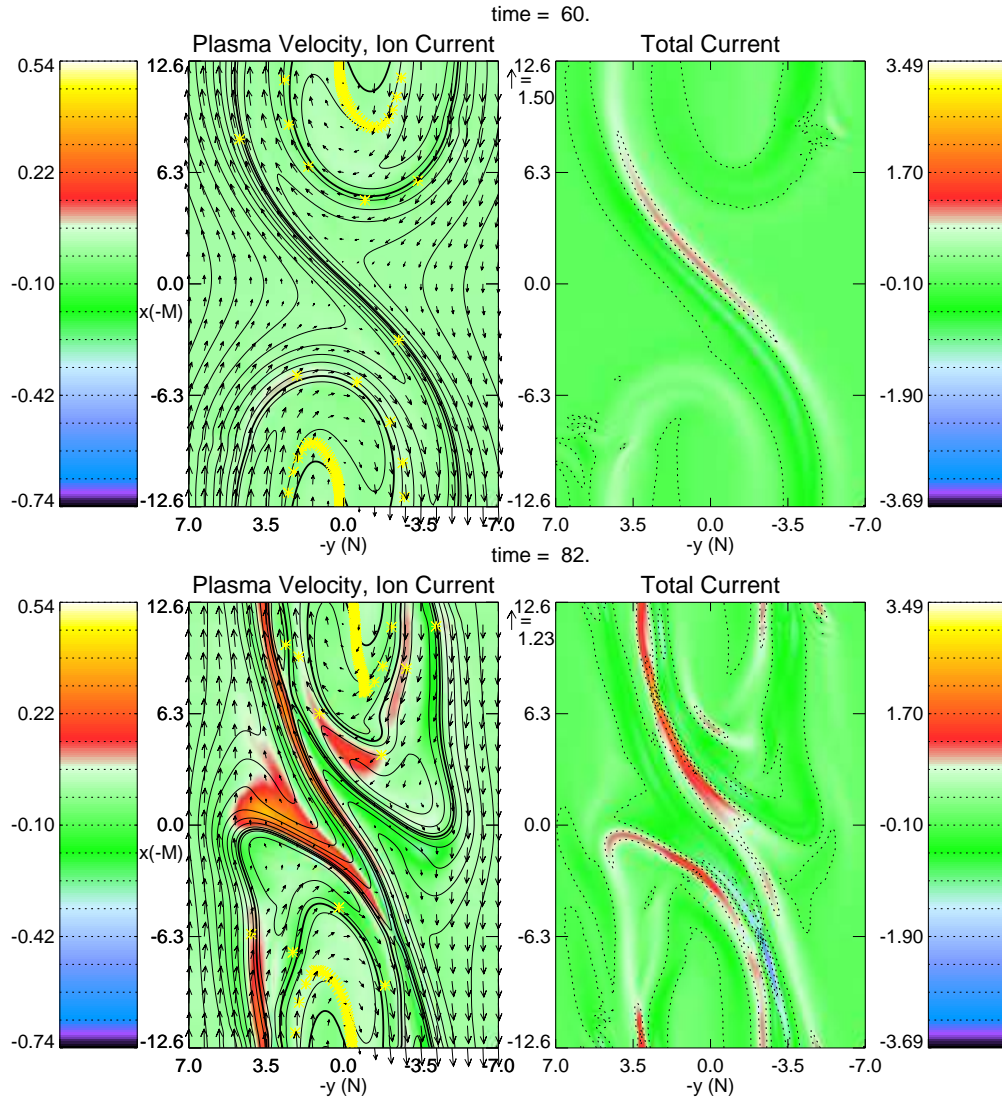 time = 60.
Plasma Velocity, Ion Current
Total Current
0.54
0.22
-0.10
-0.42
-0.74
12.6
6.3
0.0
x(-M)
-6.3
-12.6
7.0 3.5 0.0 -3.5 -7.0
-y (N)
↑=
1.50
12.6
6.3
0.0
-6.3
-12.6
7.0 3.5 0.0 -3.5 -7.0
-y (N)
3.49
1.70
-0.10
-1.90
-3.69
time = 82.
Plasma Velocity, Ion Current
Total Current
0.54
0.22
-0.10
-0.42
-0.74
12.6
6.3
0.0
x(-M)
-6.3
-12.6
7.0 3.5 0.0 -3.5 -7.0
-y (N)
↑=
1.23
12.6
6.3
0.0
-6.3
-12.6
7.0 3.5 0.0 -3.5 -7.0
-y (N)
3.49
1.70
-0.10
-1.90
-3.69